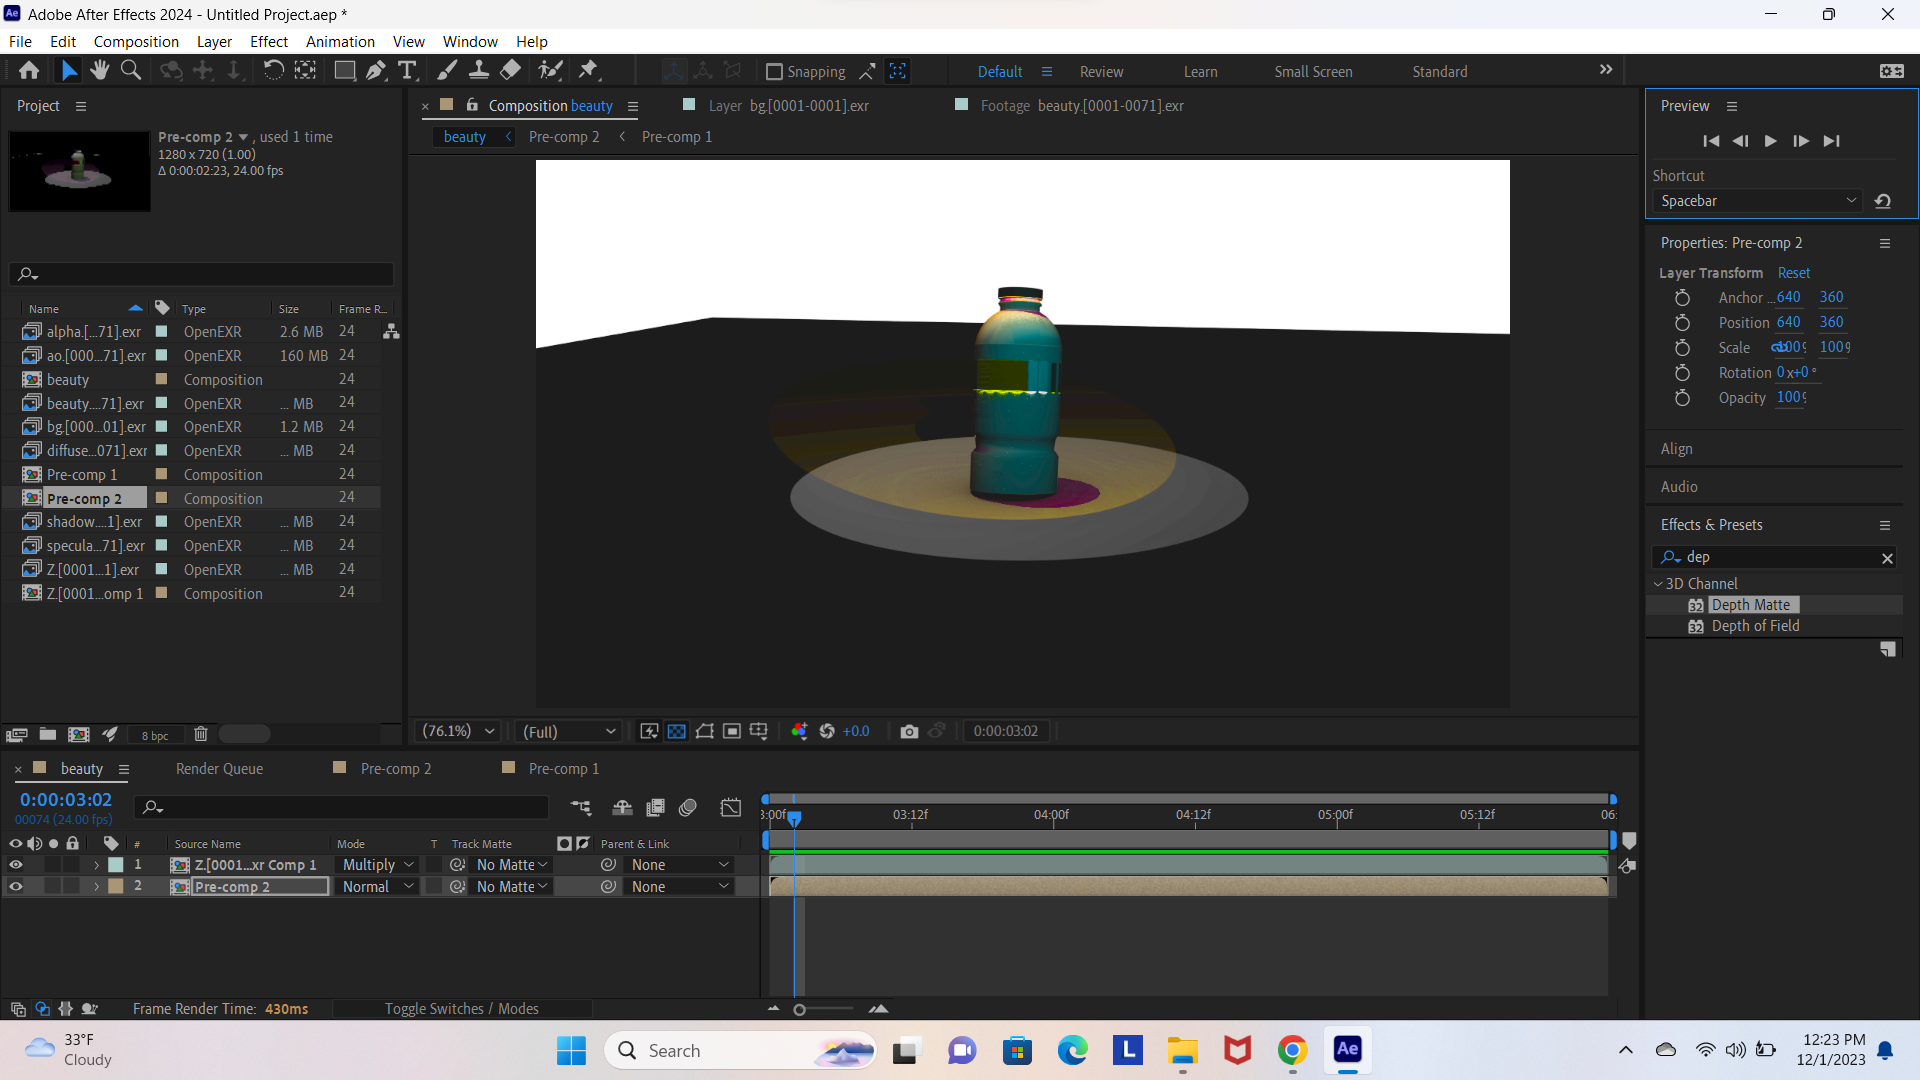 Adobe After Effects 2024 - Untitled Project.aep *
File Edit Composition Layer Effect Animation View Window Help
Snapping Default Review Learn Small Screen Standard
Project
Pre-comp 2 , used 1 time
1280 x 720 (1.00)
Δ 0:00:02:23, 24.00 fps
Name Type Size Frame R...
alpha.[...71].exr OpenEXR 2.6 MB 24
ao.[000...71].exr OpenEXR 160 MB 24
beauty Composition 24
beauty....71].exr OpenEXR ... MB 24
bg.[000...01].exr OpenEXR 1.2 MB 24
diffuse...071].exr OpenEXR ... MB 24
Pre-comp 1 Composition 24
Pre-comp 2 Composition 24
shadow....1].exr OpenEXR ... MB 24
specula...71].exr OpenEXR ... MB 24
Z.[0001...1].exr OpenEXR ... MB 24
Z.[0001...omp 1 Composition 24
8 bpc
Composition beauty Layer bg.[0001-0001].exr Footage beauty.[0001-0071].exr
beauty Pre-comp 2 Pre-comp 1
(76.1%) (Full) +0.0 0:00:03:02
Preview
Shortcut
Spacebar
Properties: Pre-comp 2
Layer Transform Reset
Anchor ... 640 360
Position 640 360
Scale 100% 100%
Rotation 0x+0°
Opacity 100%
Align
Audio
Effects & Presets
dep
3D Channel
32 Depth Matte
32 Depth of Field
beauty Render Queue Pre-comp 2 Pre-comp 1
0:00:03:02
00074 (24.00 fps)
3:00f 03:12f 04:00f 04:12f 05:00f 05:12f 06:
# Source Name Mode T Track Matte Parent & Link
1 Z.[0001...xr Comp 1 Multiply No Matte None
2 Pre-comp 2 Normal No Matte None
Frame Render Time: 430ms Toggle Switches / Modes
33°F
Cloudy
Search
L
Ae
12:23 PM
12/1/2023